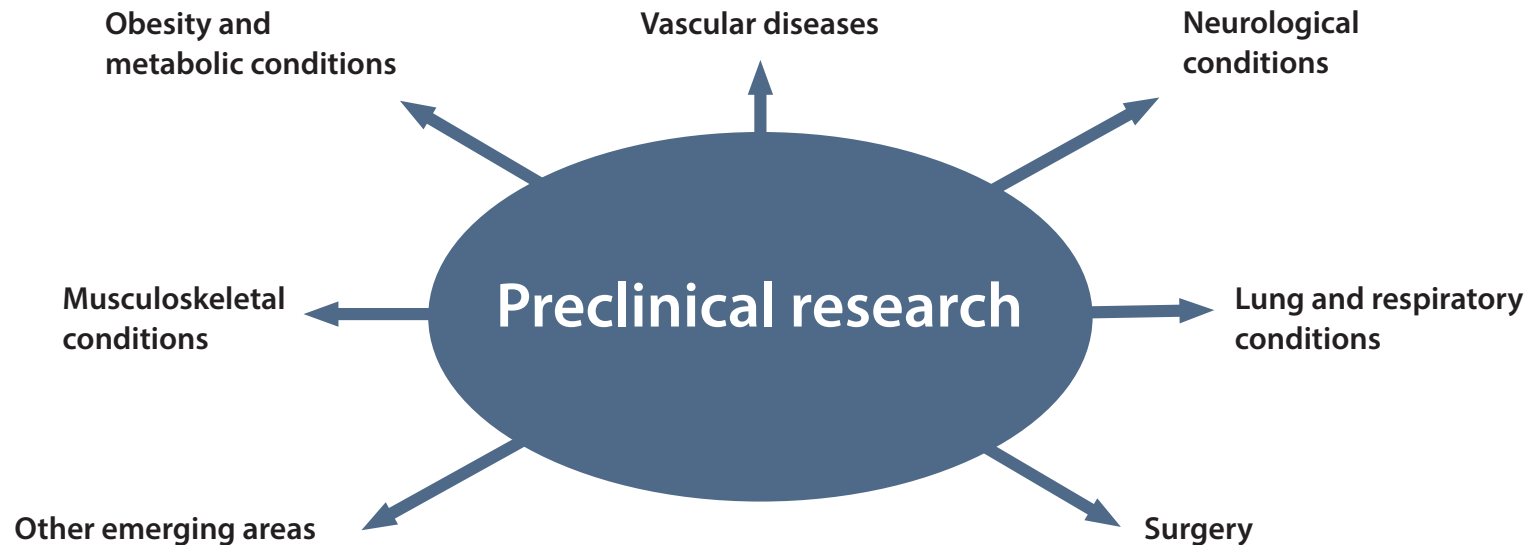 Obesity and
metabolic conditions
Vascular diseases
Neurological
conditions
Musculoskeletal
conditions
Preclinical research
Lung and respiratory
conditions
Other emerging areas
Surgery